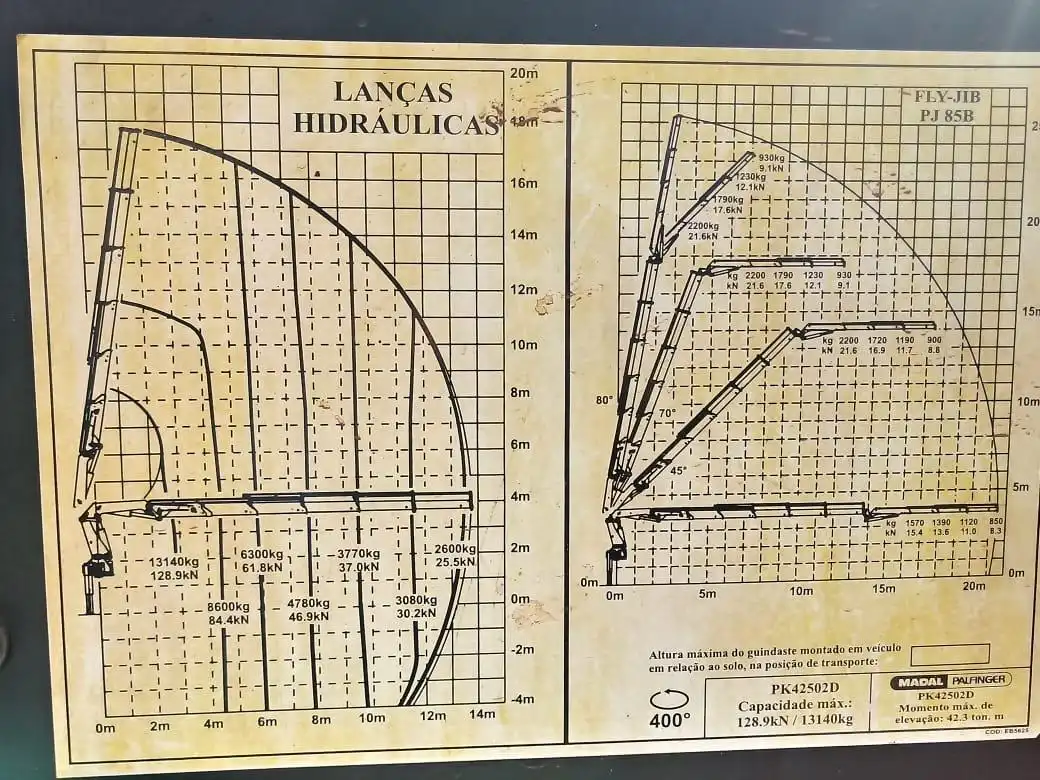 LANÇAS
HIDRÁULICAS
20m
18m
16m
14m
12m
10m
8m
6m
4m
2m
0m
-2m
-4m
13140kg
128.9kN
8600kg
84.4kN
6300kg
61.8kN
4780kg
46.9kN
3770kg
37.0kN
3080kg
30.2kN
2600kg
25.5kN
0m 2m 4m 6m 8m 10m 12m 14m
FLY-JIB
PJ 85B
930kg
9.1kN
1230kg
12.1kN
1790kg
17.6kN
2200kg
21.6kN
kg 2200 1790 1230 930
kN 21.6 17.6 12.1 9.1
kg 2200 1720 1190 900
kN 21.6 16.9 11.7 8.8
80°
70°
45°
kg 1570 1390 1120 850
kN 15.4 13.6 11.0 8.3
20
15m
10m
5m
0m
0m
0m 5m 10m 15m 20m
Altura máxima do guindaste montado em veículo
em relação ao solo, na posição de transporte:
400°
PK42502D
Capacidade máx.:
128.9kN / 13140kg
MADAL PALFINGER
PK42502D
Momento máx. de
elevação: 42.3 ton. m